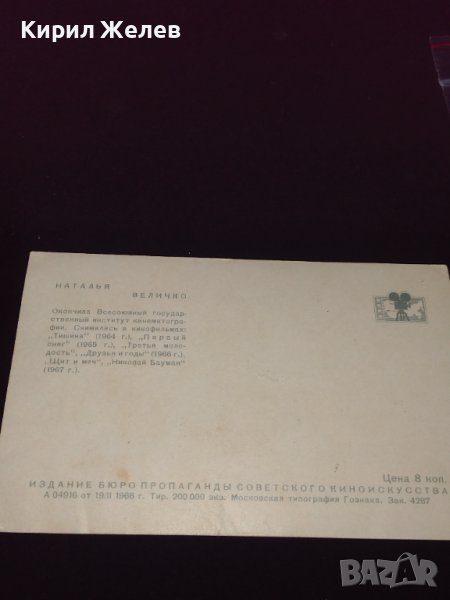 Кирил Желев
НАТАЛЬЯ
ВЕЛИЧКО
Окончила Всесоюзный государ-
ственный институт кинематогра-
фии. Снималась в кинофильмах:
„Тишина" (1964 г.), „Первый
снег" (1965 г.), „Третья моло-
дость", „Друзья и годы" (1966 г.),
„Щит и меч", „Николай Бауман"
(1967 г.).
Цена 8 коп.
ИЗДАНИЕ БЮРО ПРОПАГАНДЫ СОВЕТСКОГО КИНОИСКУССТВА
А 04916 от 19/II 1968 г. Тир. 200 000 экз. Московская типография Гознака. Зак. 4287
BAZAR